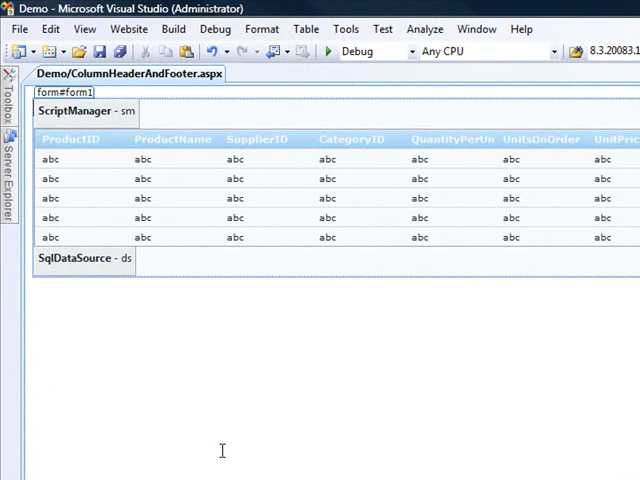 Demo - Microsoft Visual Studio (Administrator)
File Edit View Website Build Debug Format Table Tools Test Analyze Window Help
Debug Any CPU 8.3.20083.1
Demo/ColumnHeaderAndFooter.aspx
Toolbox
Server Explorer
form#form1
ScriptManager - sm
ProductID ProductName SupplierID CategoryID QuantityPerUn UnitsOnOrder UnitPric
abc abc abc abc abc abc abc
abc abc abc abc abc abc abc
abc abc abc abc abc abc abc
abc abc abc abc abc abc abc
abc abc abc abc abc abc abc
SqlDataSource - ds